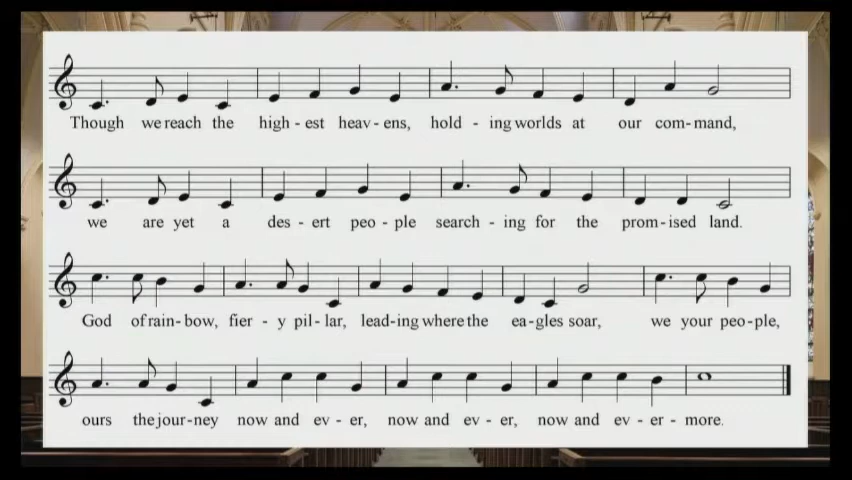 Though we reach the high - est heav - ens, hold - ing worlds at our com - mand,
we are yet a des - ert peo - ple search - ing for the prom - ised land.
God of rain - bow, fier - y pil - lar, lead - ing where the ea - gles soar, we your peo - ple,
ours the jour - ney now and ev - er, now and ev - er, now and ev - er - more.